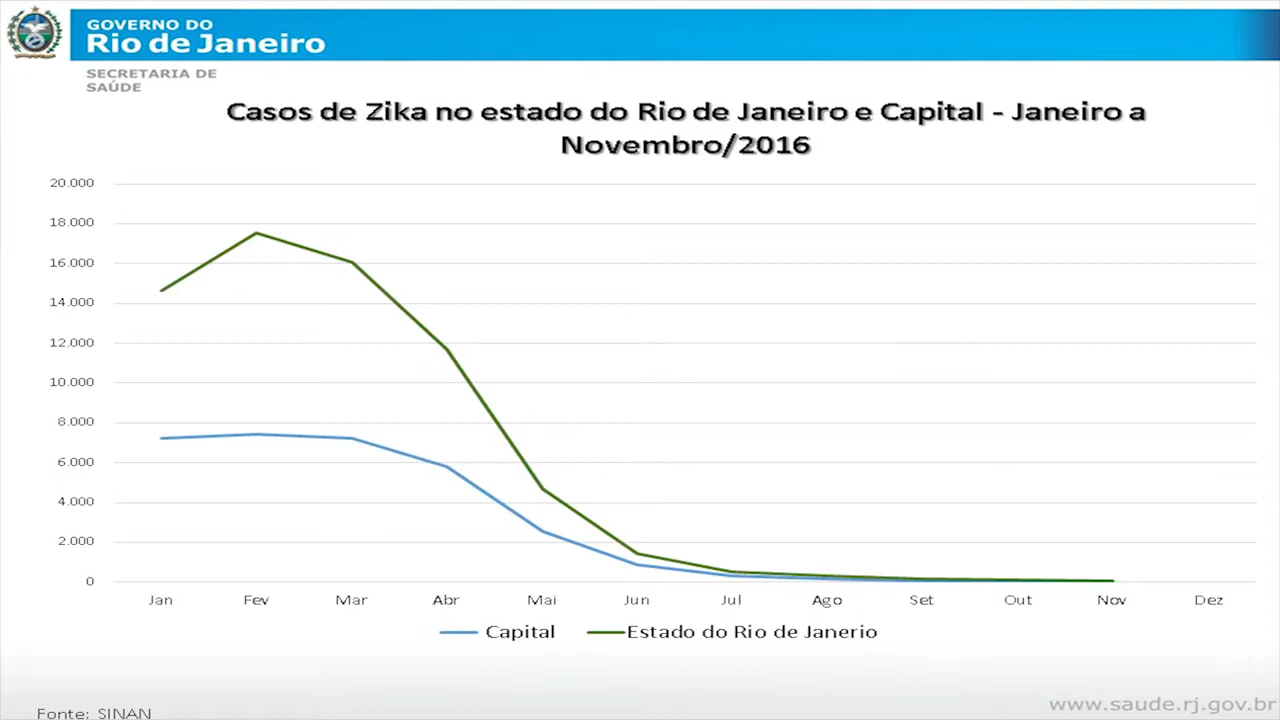 GOVERNO DO
Rio de Janeiro
SECRETARIA DE
SAÚDE
Casos de Zika no estado do Rio de Janeiro e Capital - Janeiro a
Novembro/2016
20.000
18.000
16.000
14.000
12.000
10.000
8.000
6.000
4.000
2.000
0
Jan Fev Mar Abr Mai Jun Jul Ago Set Out Nov Dez
Capital Estado do Rio de Janerio
www.saude.rj.gov.br
Fonte: SINAN